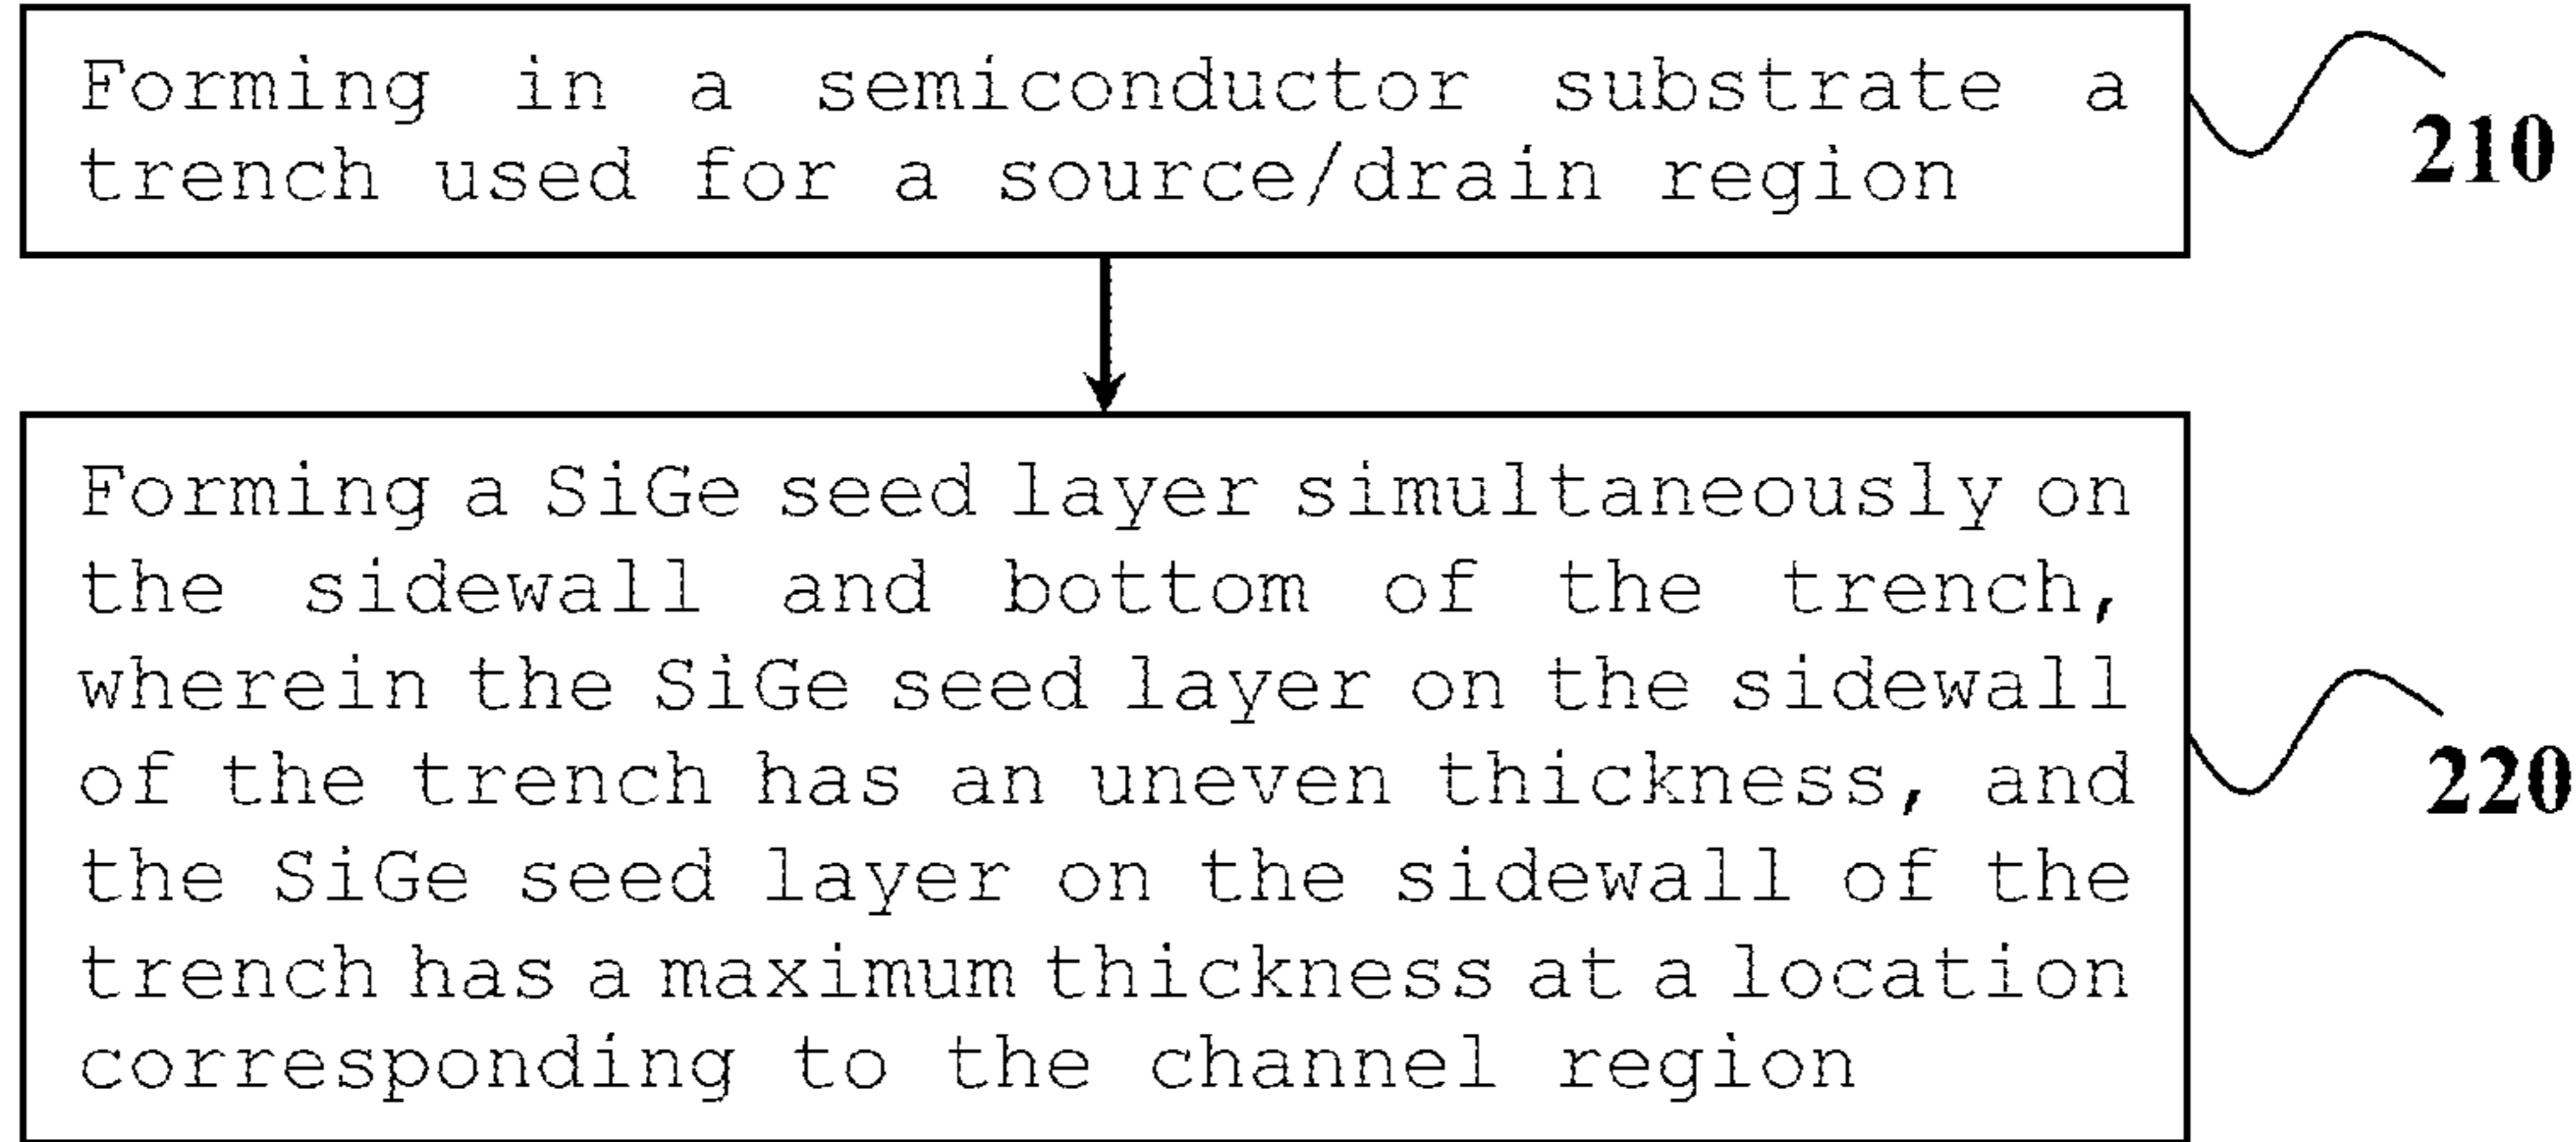 Forming in a semiconductor substrate a
trench used for a source/drain region
210
Forming a SiGe seed layer simultaneously on
the sidewall and bottom of the trench,
wherein the SiGe seed layer on the sidewall
of the trench has an uneven thickness, and
the SiGe seed layer on the sidewall of the
trench has a maximum thickness at a location
corresponding to the channel region
220